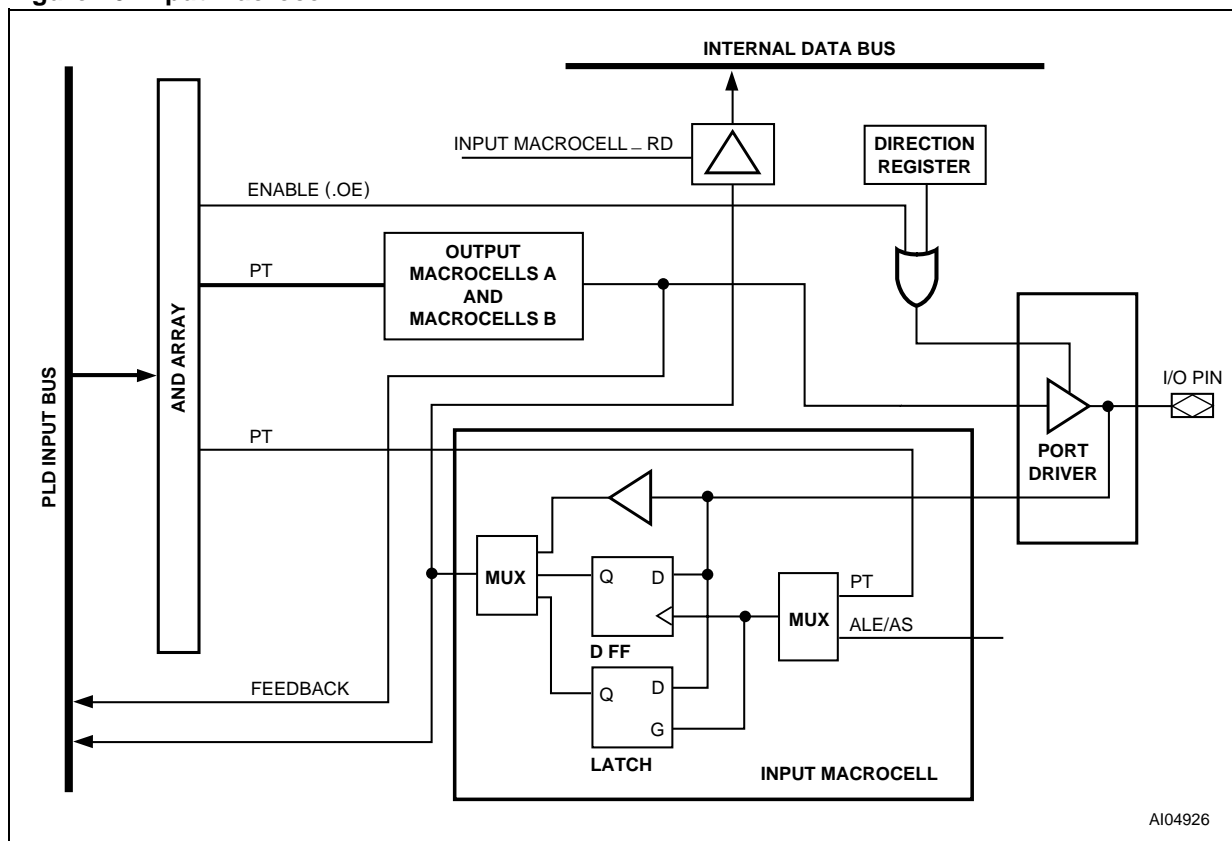 INTERNAL DATA BUS
INPUT MACROCELL _ RD
DIRECTION
REGISTER
ENABLE (.OE)
PT
OUTPUT
MACROCELLS A
AND
MACROCELLS B
PLD INPUT BUS
AND ARRAY
I/O PIN
PORT
DRIVER
PT
MUX
Q
D
D FF
MUX
PT
ALE/AS
FEEDBACK
Q
D
G
LATCH
INPUT MACROCELL
AI04926